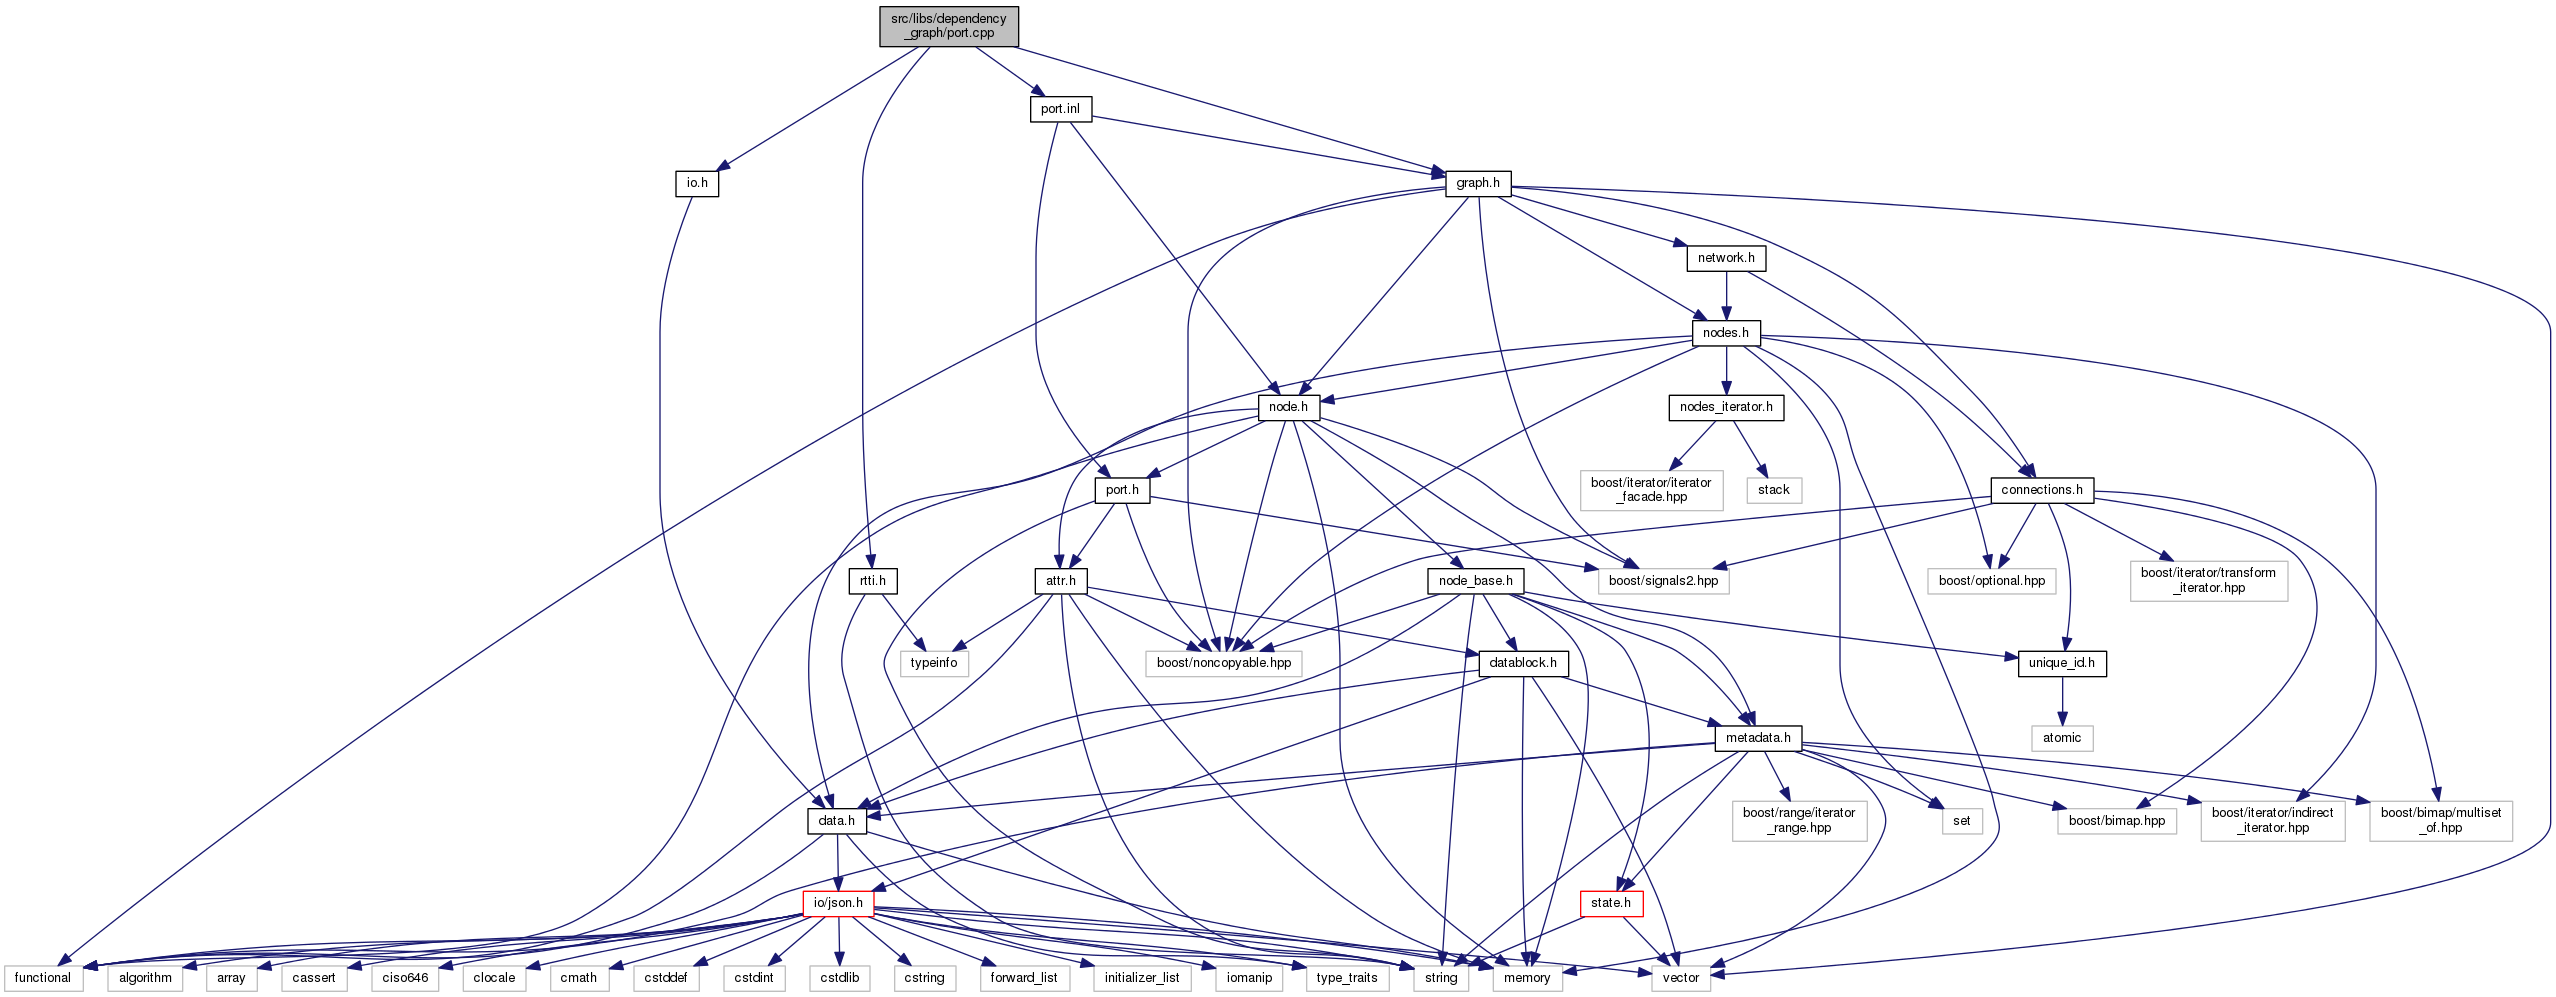 src/libs/dependency
_graph/port.cpp
port.inl
io.h
graph.h
network.h
nodes.h
node.h
nodes_iterator.h
port.h
boost/iterator/iterator
_facade.hpp
stack
connections.h
rtti.h
attr.h
node_base.h
boost/signals2.hpp
boost/optional.hpp
boost/iterator/transform
_iterator.hpp
typeinfo
boost/noncopyable.hpp
datablock.h
unique_id.h
metadata.h
atomic
data.h
boost/range/iterator
_range.hpp
set
boost/bimap.hpp
boost/iterator/indirect
_iterator.hpp
boost/bimap/multiset
_of.hpp
io/json.h
state.h
functional
algorithm
array
cassert
ciso646
clocale
cmath
cstddef
cstdint
cstdlib
cstring
forward_list
initializer_list
iomanip
type_traits
string
memory
vector